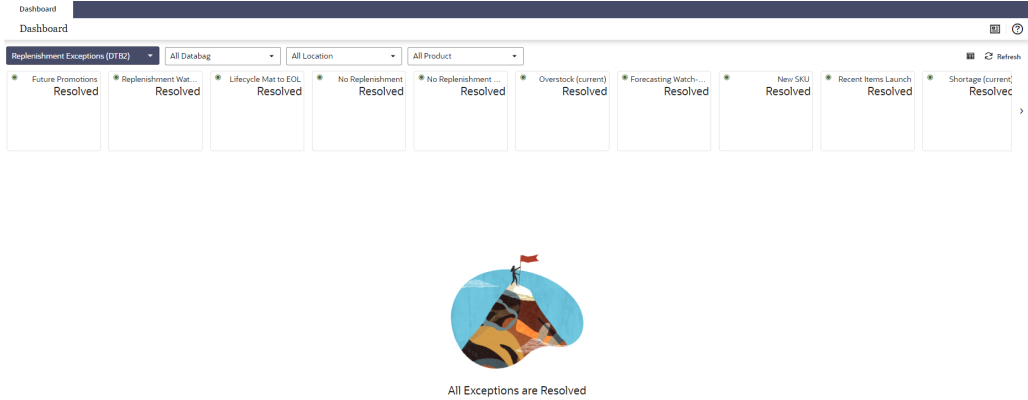 Dashboard
Dashboard
Replenishment Exceptions (DTB2)
All Databag
All Location
All Product
Refresh
Future Promotions
Resolved
Replenishment Wat...
Resolved
Lifecycle Mat to EOL
Resolved
No Replenishment
Resolved
No Replenishment ...
Resolved
Overstock (current)
Resolved
Forecasting Watch-...
Resolved
New SKU
Resolved
Recent Items Launch
Resolved
Shortage (current)
Resolved
All Exceptions are Resolved